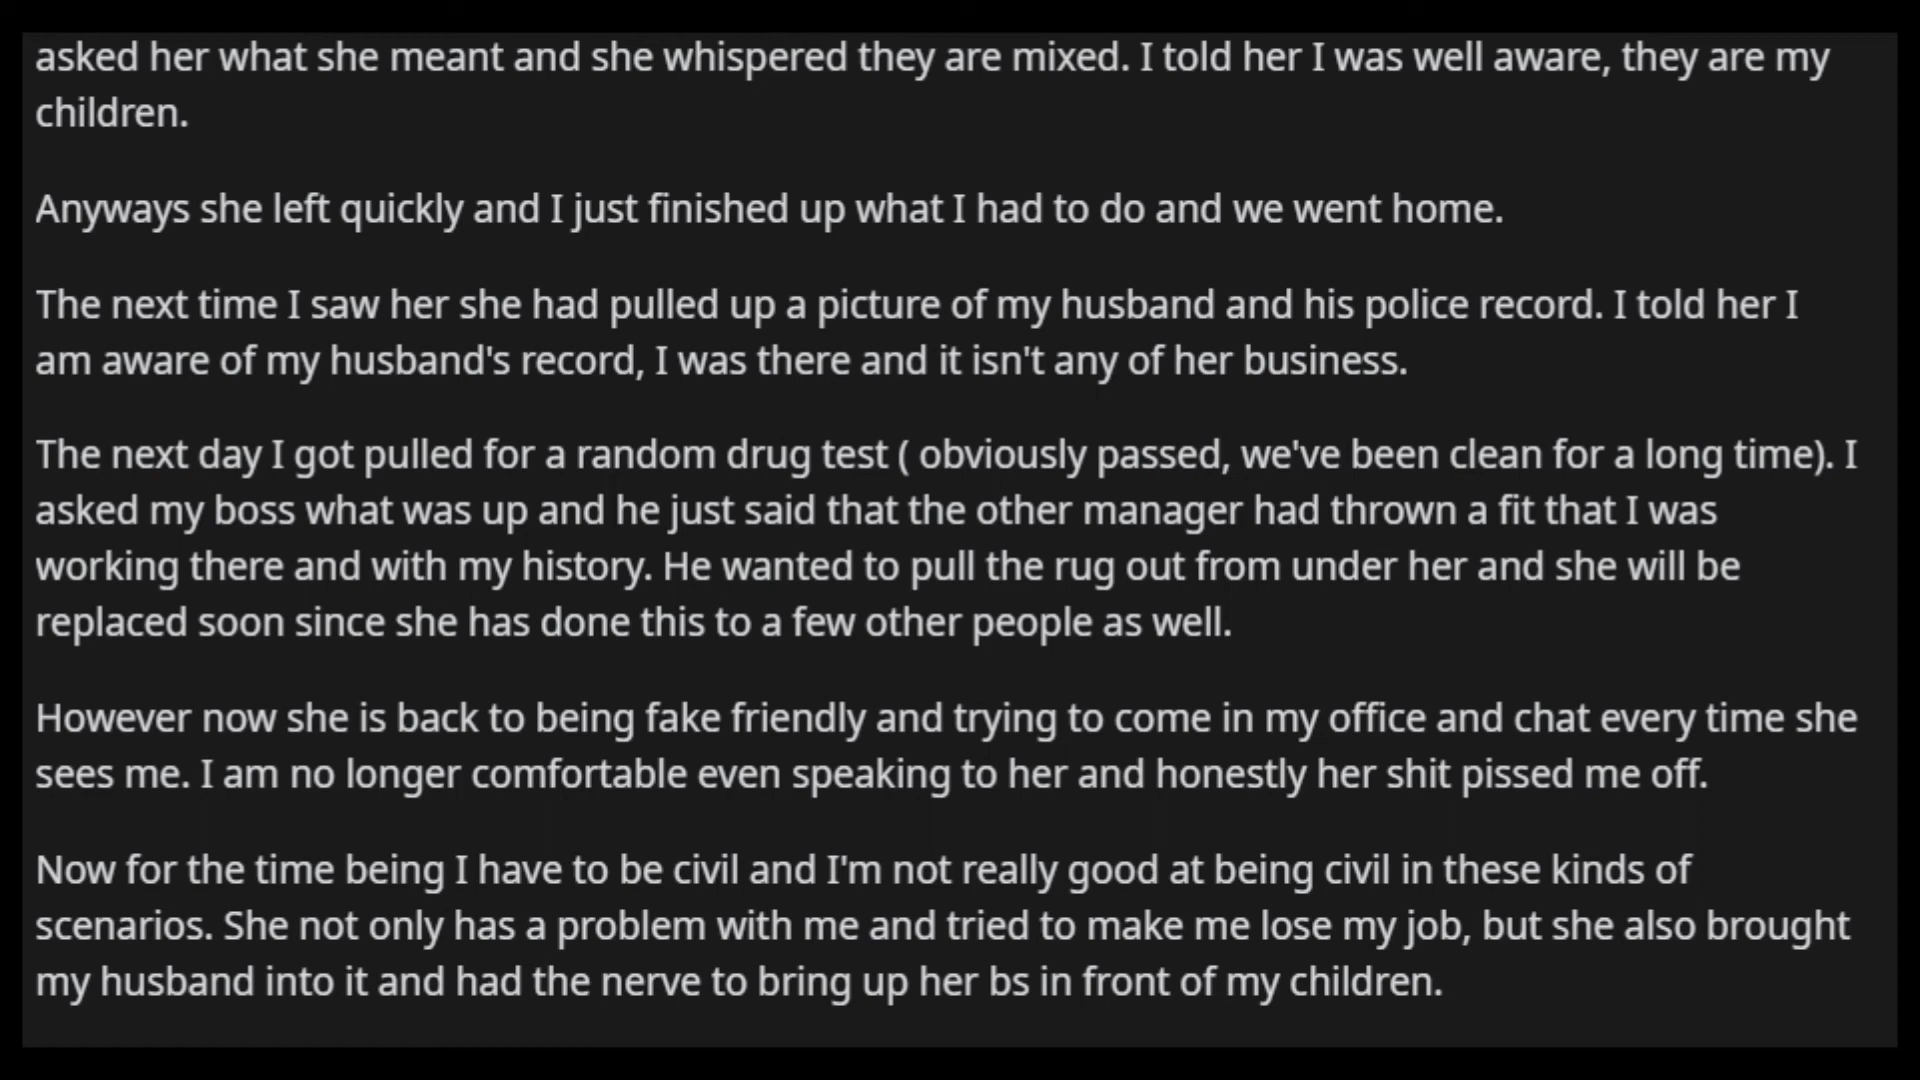 asked her what she meant and she whispered they are mixed. I told her I was well aware, they are my
children.
Anyways she left quickly and I just finished up what I had to do and we went home.
The next time I saw her she had pulled up a picture of my husband and his police record. I told her I
am aware of my husband's record, I was there and it isn't any of her business.
The next day I got pulled for a random drug test ( obviously passed, we've been clean for a long time). I
asked my boss what was up and he just said that the other manager had thrown a fit that I was
working there and with my history. He wanted to pull the rug out from under her and she will be
replaced soon since she has done this to a few other people as well.
However now she is back to being fake friendly and trying to come in my office and chat every time she
sees me. I am no longer comfortable even speaking to her and honestly her shit pissed me off.
Now for the time being I have to be civil and I'm not really good at being civil in these kinds of
scenarios. She not only has a problem with me and tried to make me lose my job, but she also brought
my husband into it and had the nerve to bring up her bs in front of my children.